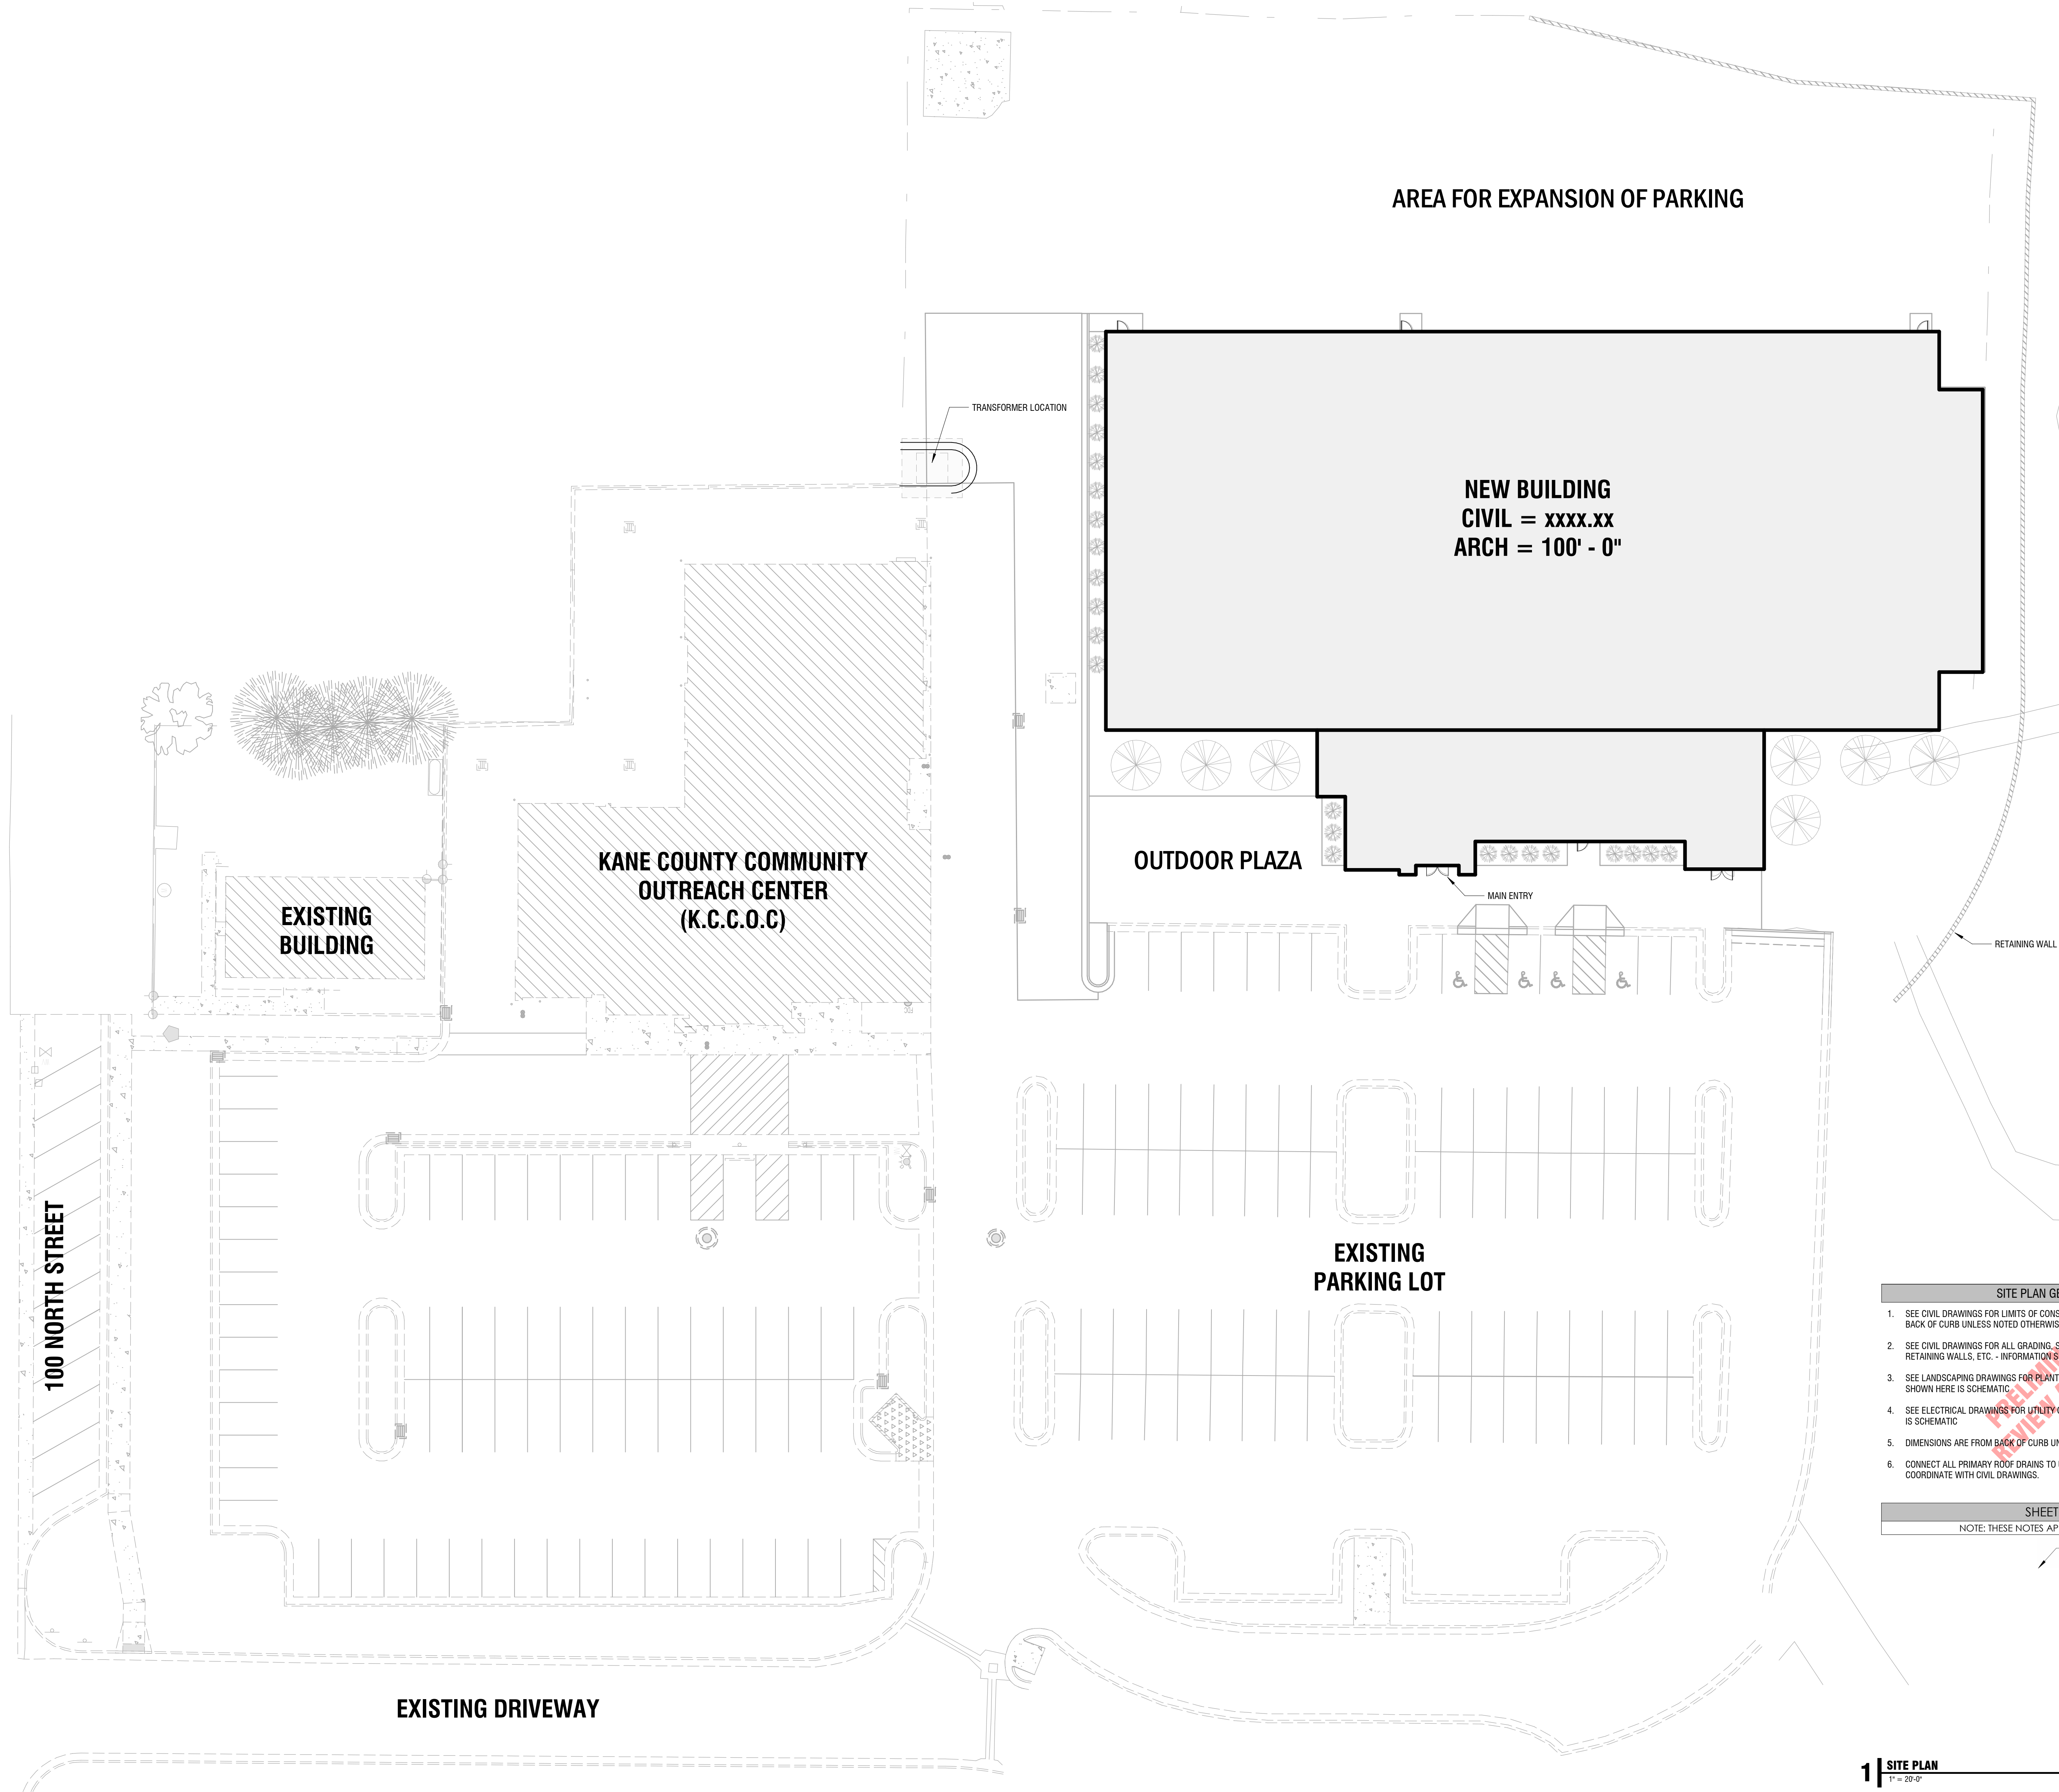 AREA FOR EXPANSION OF PARKING
TRANSFORMER LOCATION
NEW BUILDING
CIVIL = xxxx.xx
ARCH = 100' - 0"
KANE COUNTY COMMUNITY
OUTREACH CENTER
(K.C.C.O.C)
OUTDOOR PLAZA
MAIN ENTRY
EXISTING
BUILDING
RETAINING WALL
100 NORTH STREET
EXISTING
PARKING LOT
SITE PLAN GE
1. SEE CIVIL DRAWINGS FOR LIMITS OF CONS
BACK OF CURB UNLESS NOTED OTHERWIS
2. SEE CIVIL DRAWINGS FOR ALL GRADING, S
RETAINING WALLS, ETC. - INFORMATION S
3. SEE LANDSCAPING DRAWINGS FOR PLANT
SHOWN HERE IS SCHEMATIC
4. SEE ELECTRICAL DRAWINGS FOR UTILITY
IS SCHEMATIC
5. DIMENSIONS ARE FROM BACK OF CURB UN
6. CONNECT ALL PRIMARY ROOF DRAINS TO
COORDINATE WITH CIVIL DRAWINGS.
PRELIMIN
REVIEW
SHEET
NOTE: THESE NOTES AP
EXISTING DRIVEWAY
1 SITE PLAN
1" = 20'-0"